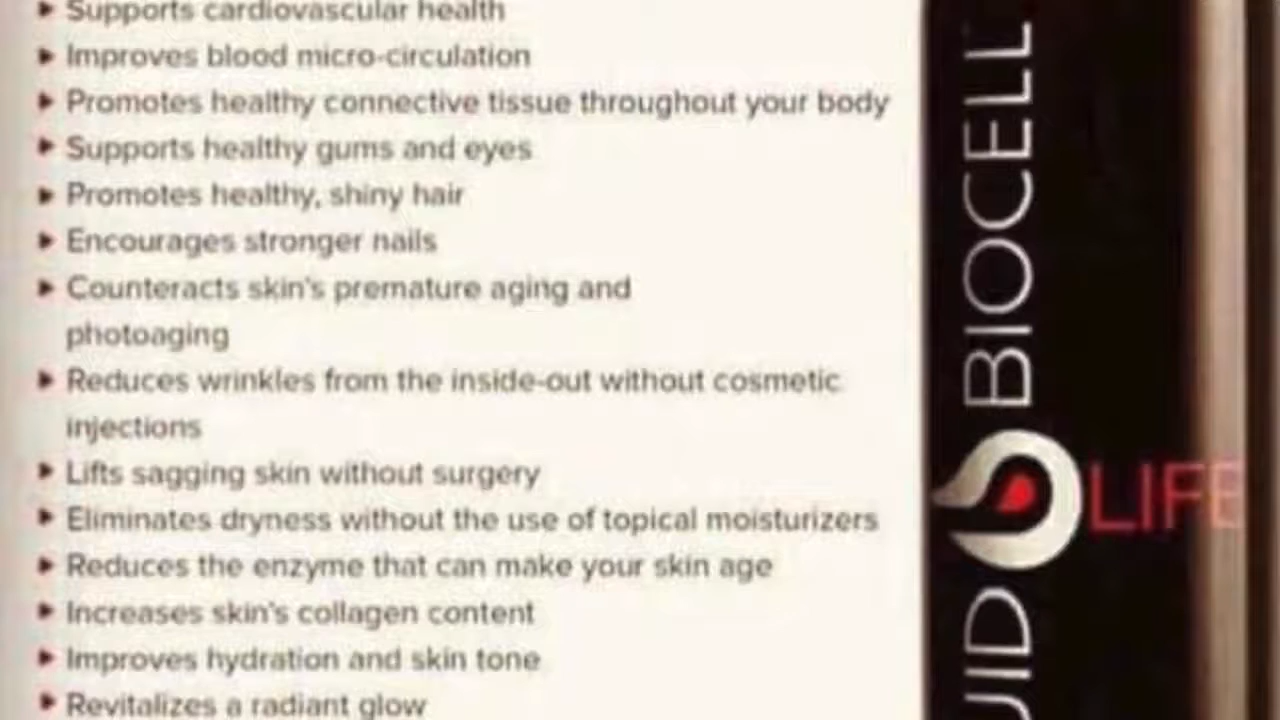 Supports cardiovascular health
Improves blood micro-circulation
Promotes healthy connective tissue throughout your body
Supports healthy gums and eyes
Promotes healthy, shiny hair
Encourages stronger nails
Counteracts skin's premature aging and
photoaging
Reduces wrinkles from the inside-out without cosmetic
injections
Lifts sagging skin without surgery
Eliminates dryness without the use of topical moisturizers
Reduces the enzyme that can make your skin age
Increases skin's collagen content
Improves hydration and skin tone
Revitalizes a radiant glow
UID BIOCELL
LIFE